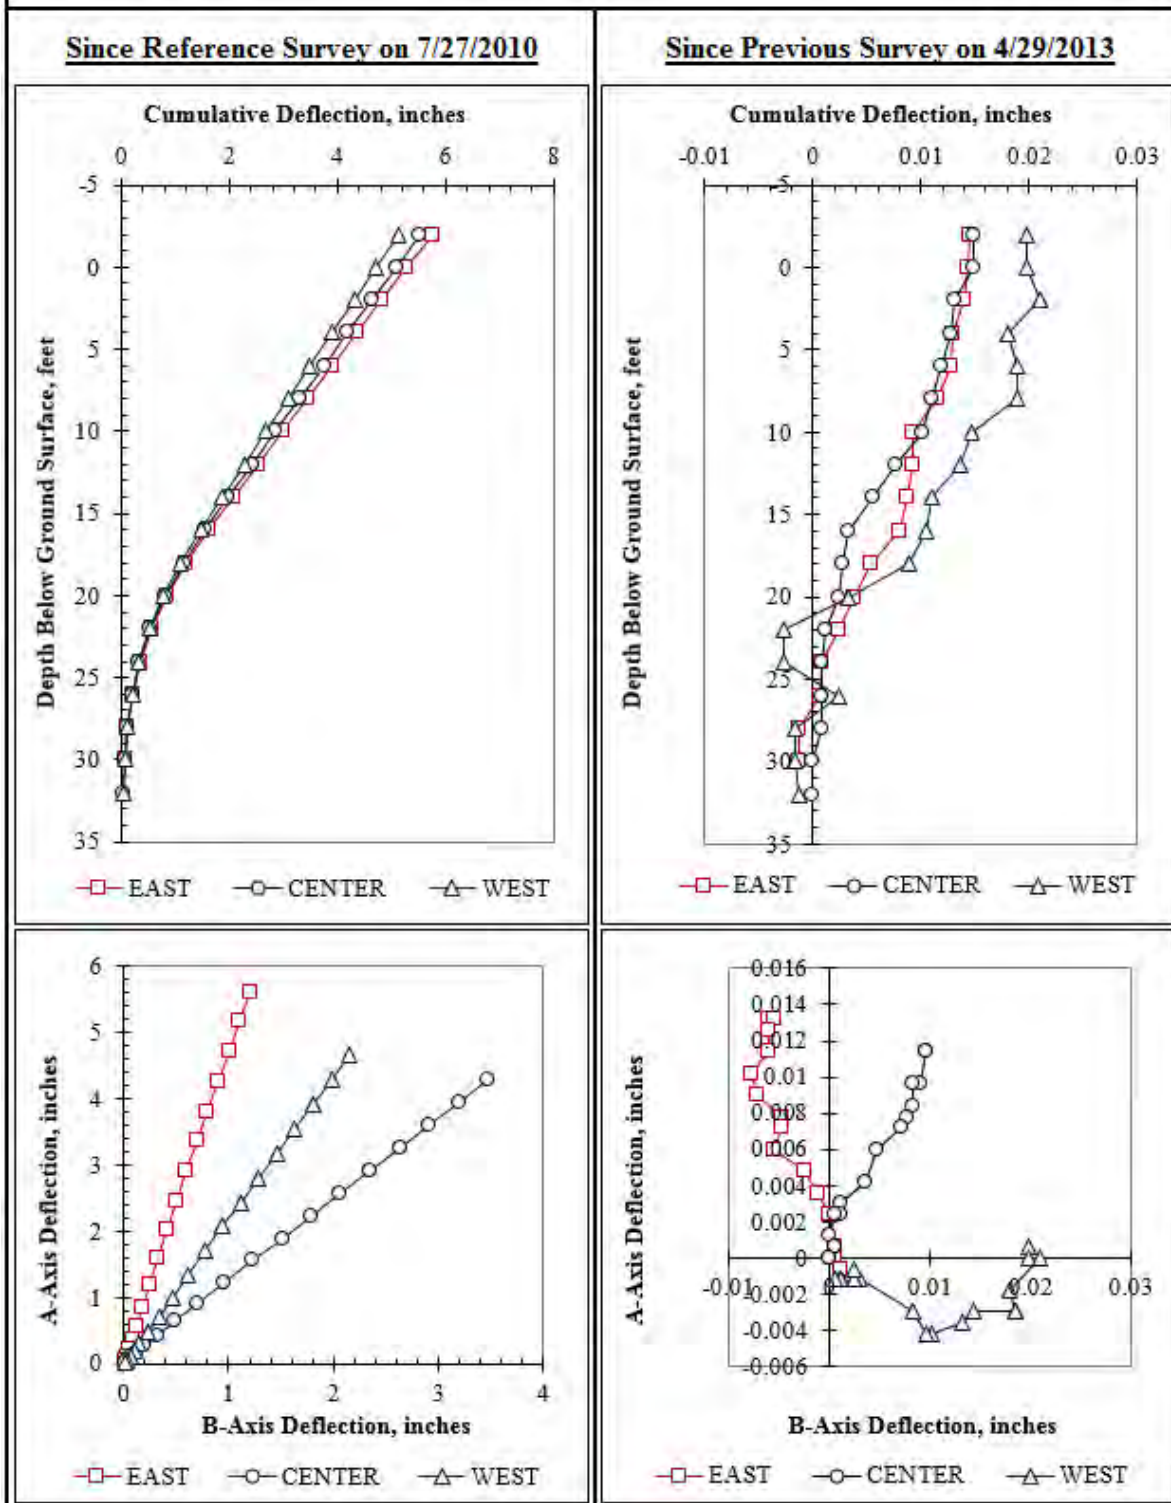 Since Reference Survey on 7/27/2010
Cumulative Deflection, inches
0 2 4 6 8
-5
0
5
10
15
20
25
30
35
Depth Below Ground Surface, feet
EAST CENTER WEST
Since Previous Survey on 4/29/2013
Cumulative Deflection, inches
-0.01 0 0.01 0.02 0.03
-5
0
5
10
15
20
25
30
35
Depth Below Ground Surface, feet
EAST CENTER WEST
6
5
4
3
2
1
0
A-Axis Deflection, inches
0 1 2 3 4
B-Axis Deflection, inches
EAST CENTER WEST
0.016
0.014
0.012
0.01
0.008
0.006
0.004
0.002
0
-0.002
-0.004
-0.006
A-Axis Deflection, inches
-0.01 0 0.01 0.02 0.03
B-Axis Deflection, inches
EAST CENTER WEST